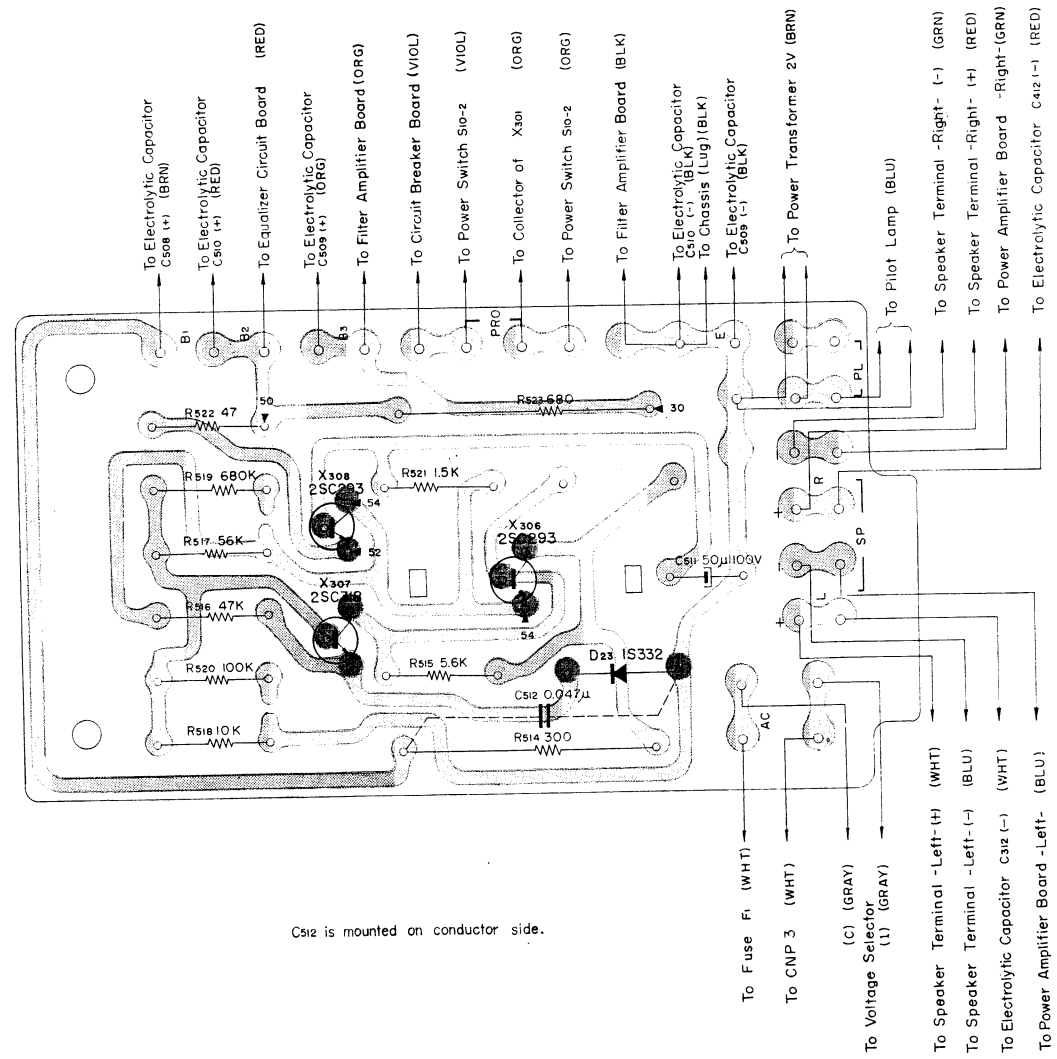 To Electrolytic Capacitor
C508 (+) (BRN)
To Electrolytic Capacitor
C510 (+) (RED)
To Equalizer Circuit Board (RED)
To Electrolytic Capacitor
C509 (+) (ORG)
To Filter Amplifier Board (ORG)
To Circuit Breaker Board (VIOL)
To Power Switch S10-2 (VIOL)
To Collector of X301 (ORG)
To Power Switch S10-2 (ORG)
To Filter Amplifier Board (BLK)
To Electrolytic Capacitor
C510 (-) (BLK)
To Chassis (Lug) (BLK)
To Electrolytic Capacitor
C509 (-) (BLK)
To Power Transformer 2V (BRN)
To Pilot Lamp (BLU)
To Speaker Terminal -Right- (-) (GRN)
To Speaker Terminal -Right- (+) (RED)
To Power Amplifier Board -Right- (GRN)
To Electrolytic Capacitor C412 (-) (RED)
B1
B2
B3
PRO
E
PL
R522 47
50
R523 680
30
R519 680K
X308
2SC293
54
R521 1.5K
R
R517 56K
52
X306
2SC293
C511 50μ 100V
SP
+
-
L
+
R516 47K
X307
54
R520 100K
R515 5.6K
D23 1S332
C512 0.047μ
R518 10K
R514 300
AC
C512 is mounted on conductor side.
To Fuse F1 (WHT)
To CNP 3 (WHT)
(C) (GRAY)
To Voltage Selector
(1) (GRAY)
To Speaker Terminal -Left- (+) (WHT)
To Speaker Terminal -Left- (-) (BLU)
To Electrolytic Capacitor C312 (-) (WHT)
To Power Amplifier Board -Left- (BLU)